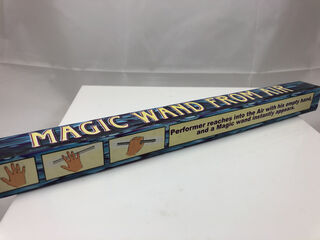 MAGIC WAND FROM AIR
Performer reaches into the Air with his empty hand
and a Magic wand instantly appears.